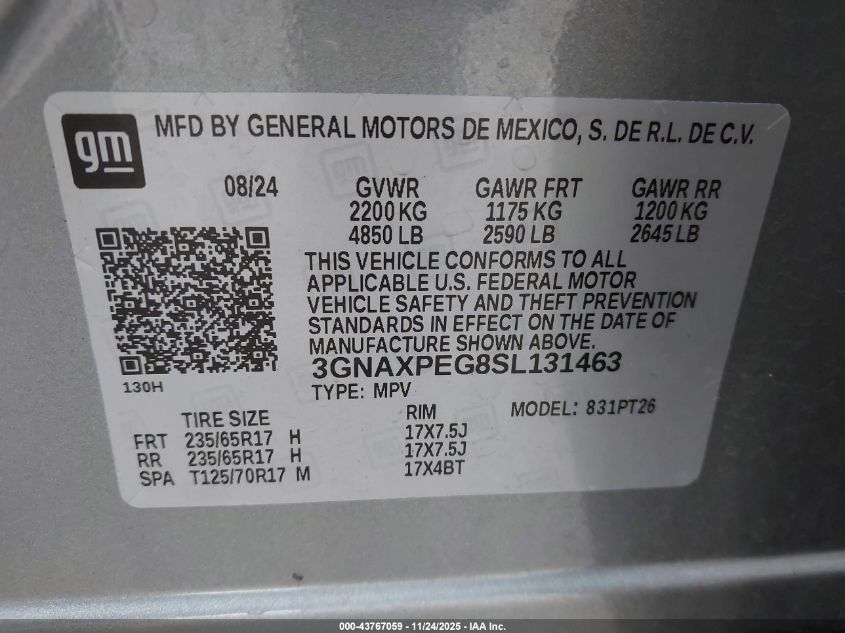 gm
MFD BY GENERAL MOTORS DE MEXICO, S. DE R.L. DE C.V.
08/24 GVWR GAWR FRT GAWR RR
2200 KG 1175 KG 1200 KG
4850 LB 2590 LB 2645 LB
THIS VEHICLE CONFORMS TO ALL
APPLICABLE U.S. FEDERAL MOTOR
VEHICLE SAFETY AND THEFT PREVENTION
STANDARDS IN EFFECT ON THE DATE OF
MANUFACTURE SHOWN ABOVE.
3GNAXPEG8SL131463
130H
TYPE: MPV
TIRE SIZE RIM MODEL: 831PT26
FRT 235/65R17 H 17X7.5J
RR 235/65R17 H 17X7.5J
SPA T125/70R17 M 17X4BT
000-43767059 - 11/24/2025 - IAA Inc.